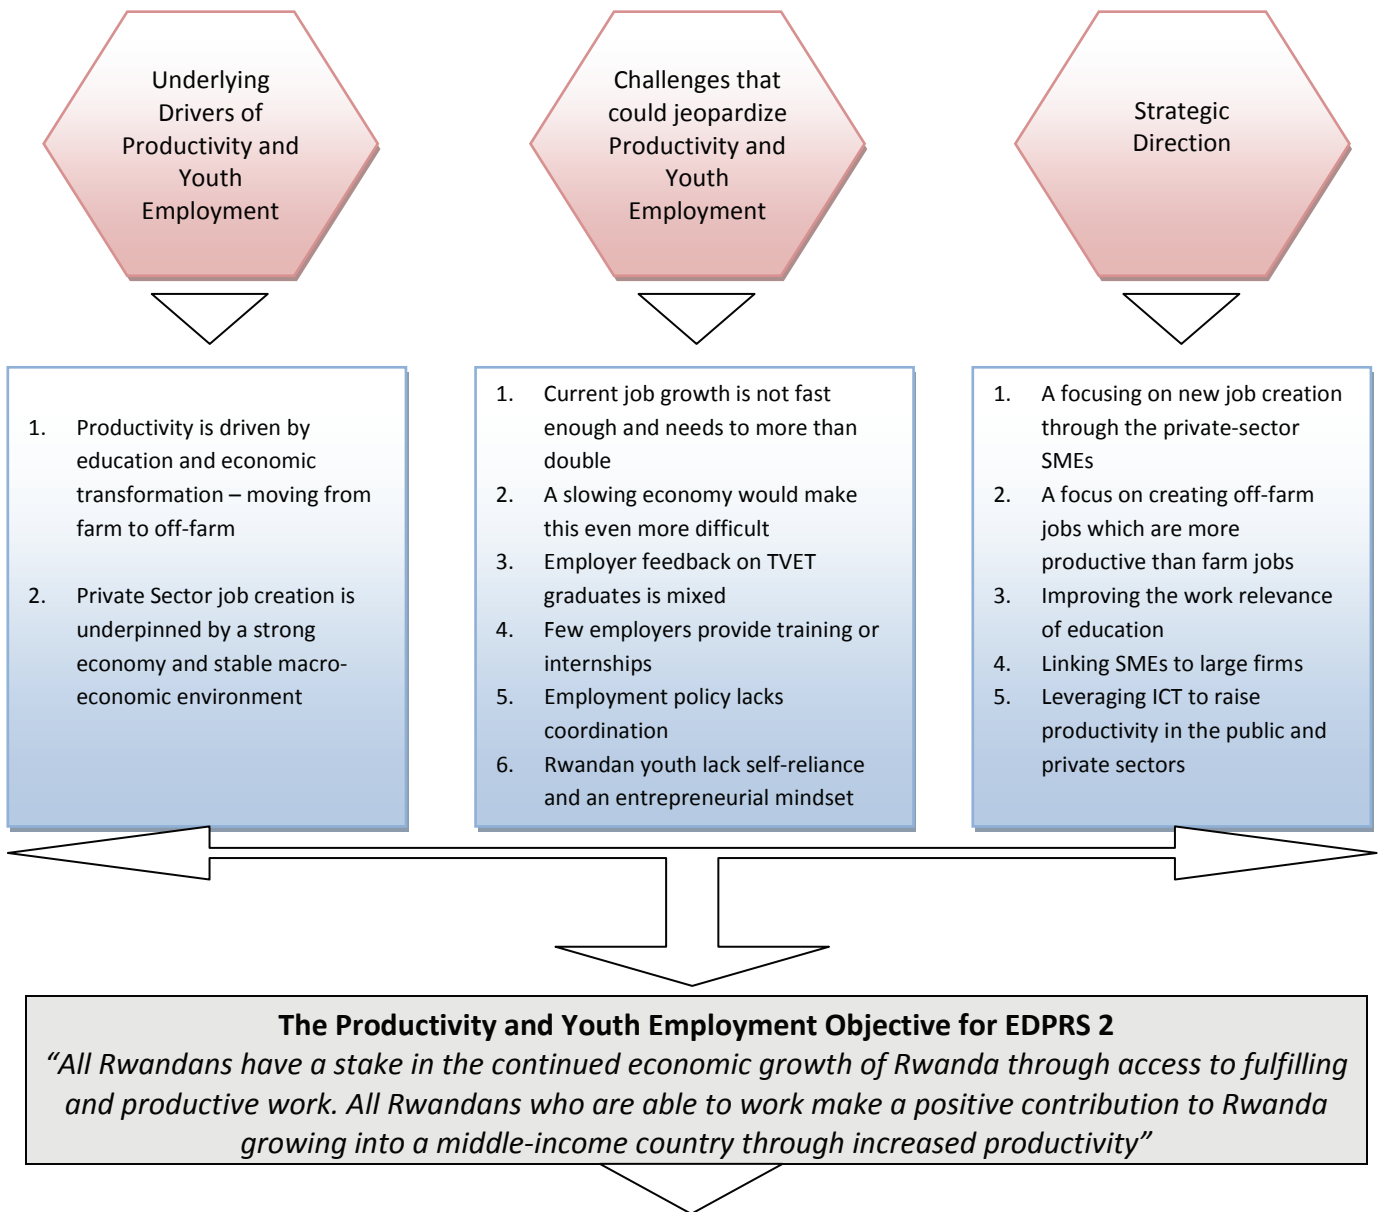 Underlying
Drivers of
Productivity and
Youth
Employment
Challenges that
could jeopardize
Productivity and
Youth
Employment
Strategic
Direction
1. Productivity is driven by
education and economic
transformation – moving from
farm to off-farm
2. Private Sector job creation is
underpinned by a strong
economy and stable macro-
economic environment
1. Current job growth is not fast
enough and needs to more than
double
2. A slowing economy would make
this even more difficult
3. Employer feedback on TVET
graduates is mixed
4. Few employers provide training or
internships
5. Employment policy lacks
coordination
6. Rwandan youth lack self-reliance
and an entrepreneurial mindset
1. A focusing on new job creation
through the private-sector
SMEs
2. A focus on creating off-farm
jobs which are more
productive than farm jobs
3. Improving the work relevance
of education
4. Linking SMEs to large firms
5. Leveraging ICT to raise
productivity in the public and
private sectors
The Productivity and Youth Employment Objective for EDPRS 2
“All Rwandans have a stake in the continued economic growth of Rwanda through access to fulfilling
and productive work. All Rwandans who are able to work make a positive contribution to Rwanda
growing into a middle-income country through increased productivity”